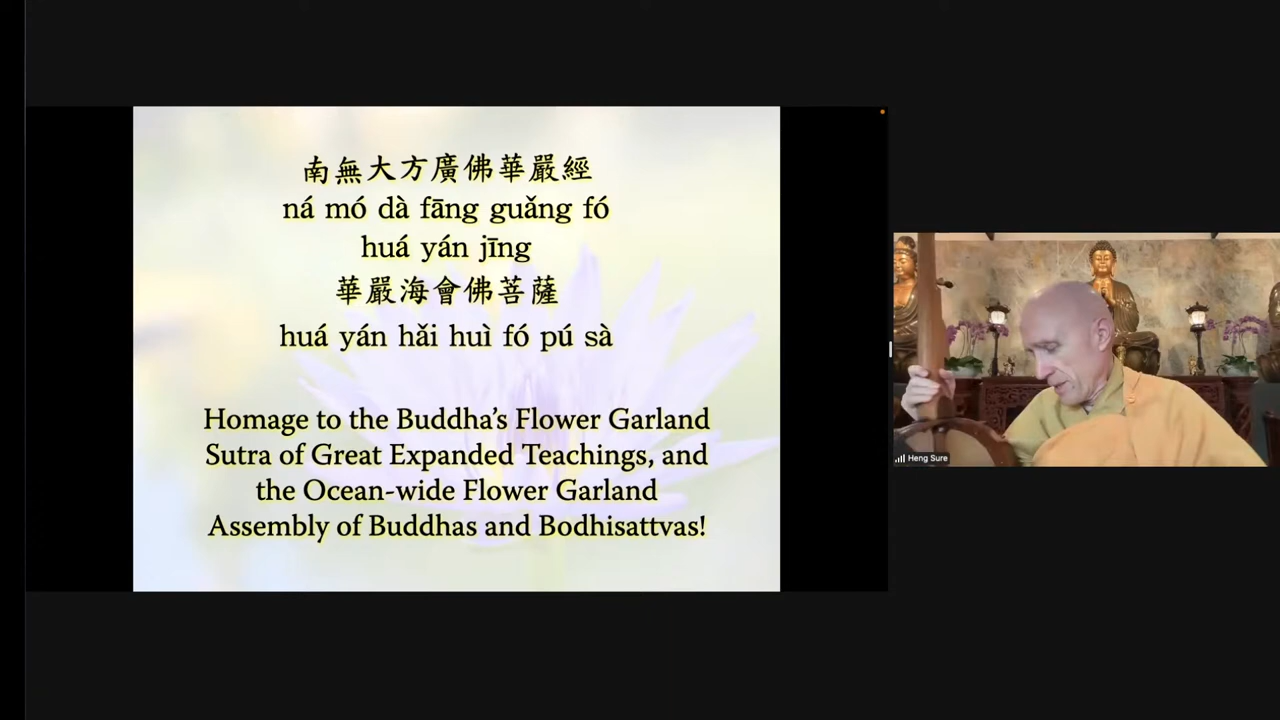 南無大方廣佛華嚴經
ná mó dà fāng guǎng fó
huá yán jīng
華嚴海會佛菩薩
huá yán hǎi huì fó pú sà
Homage to the Buddha’s Flower Garland
Sutra of Great Expanded Teachings, and
the Ocean-wide Flower Garland
Assembly of Buddhas and Bodhisattvas!
Heng Sure